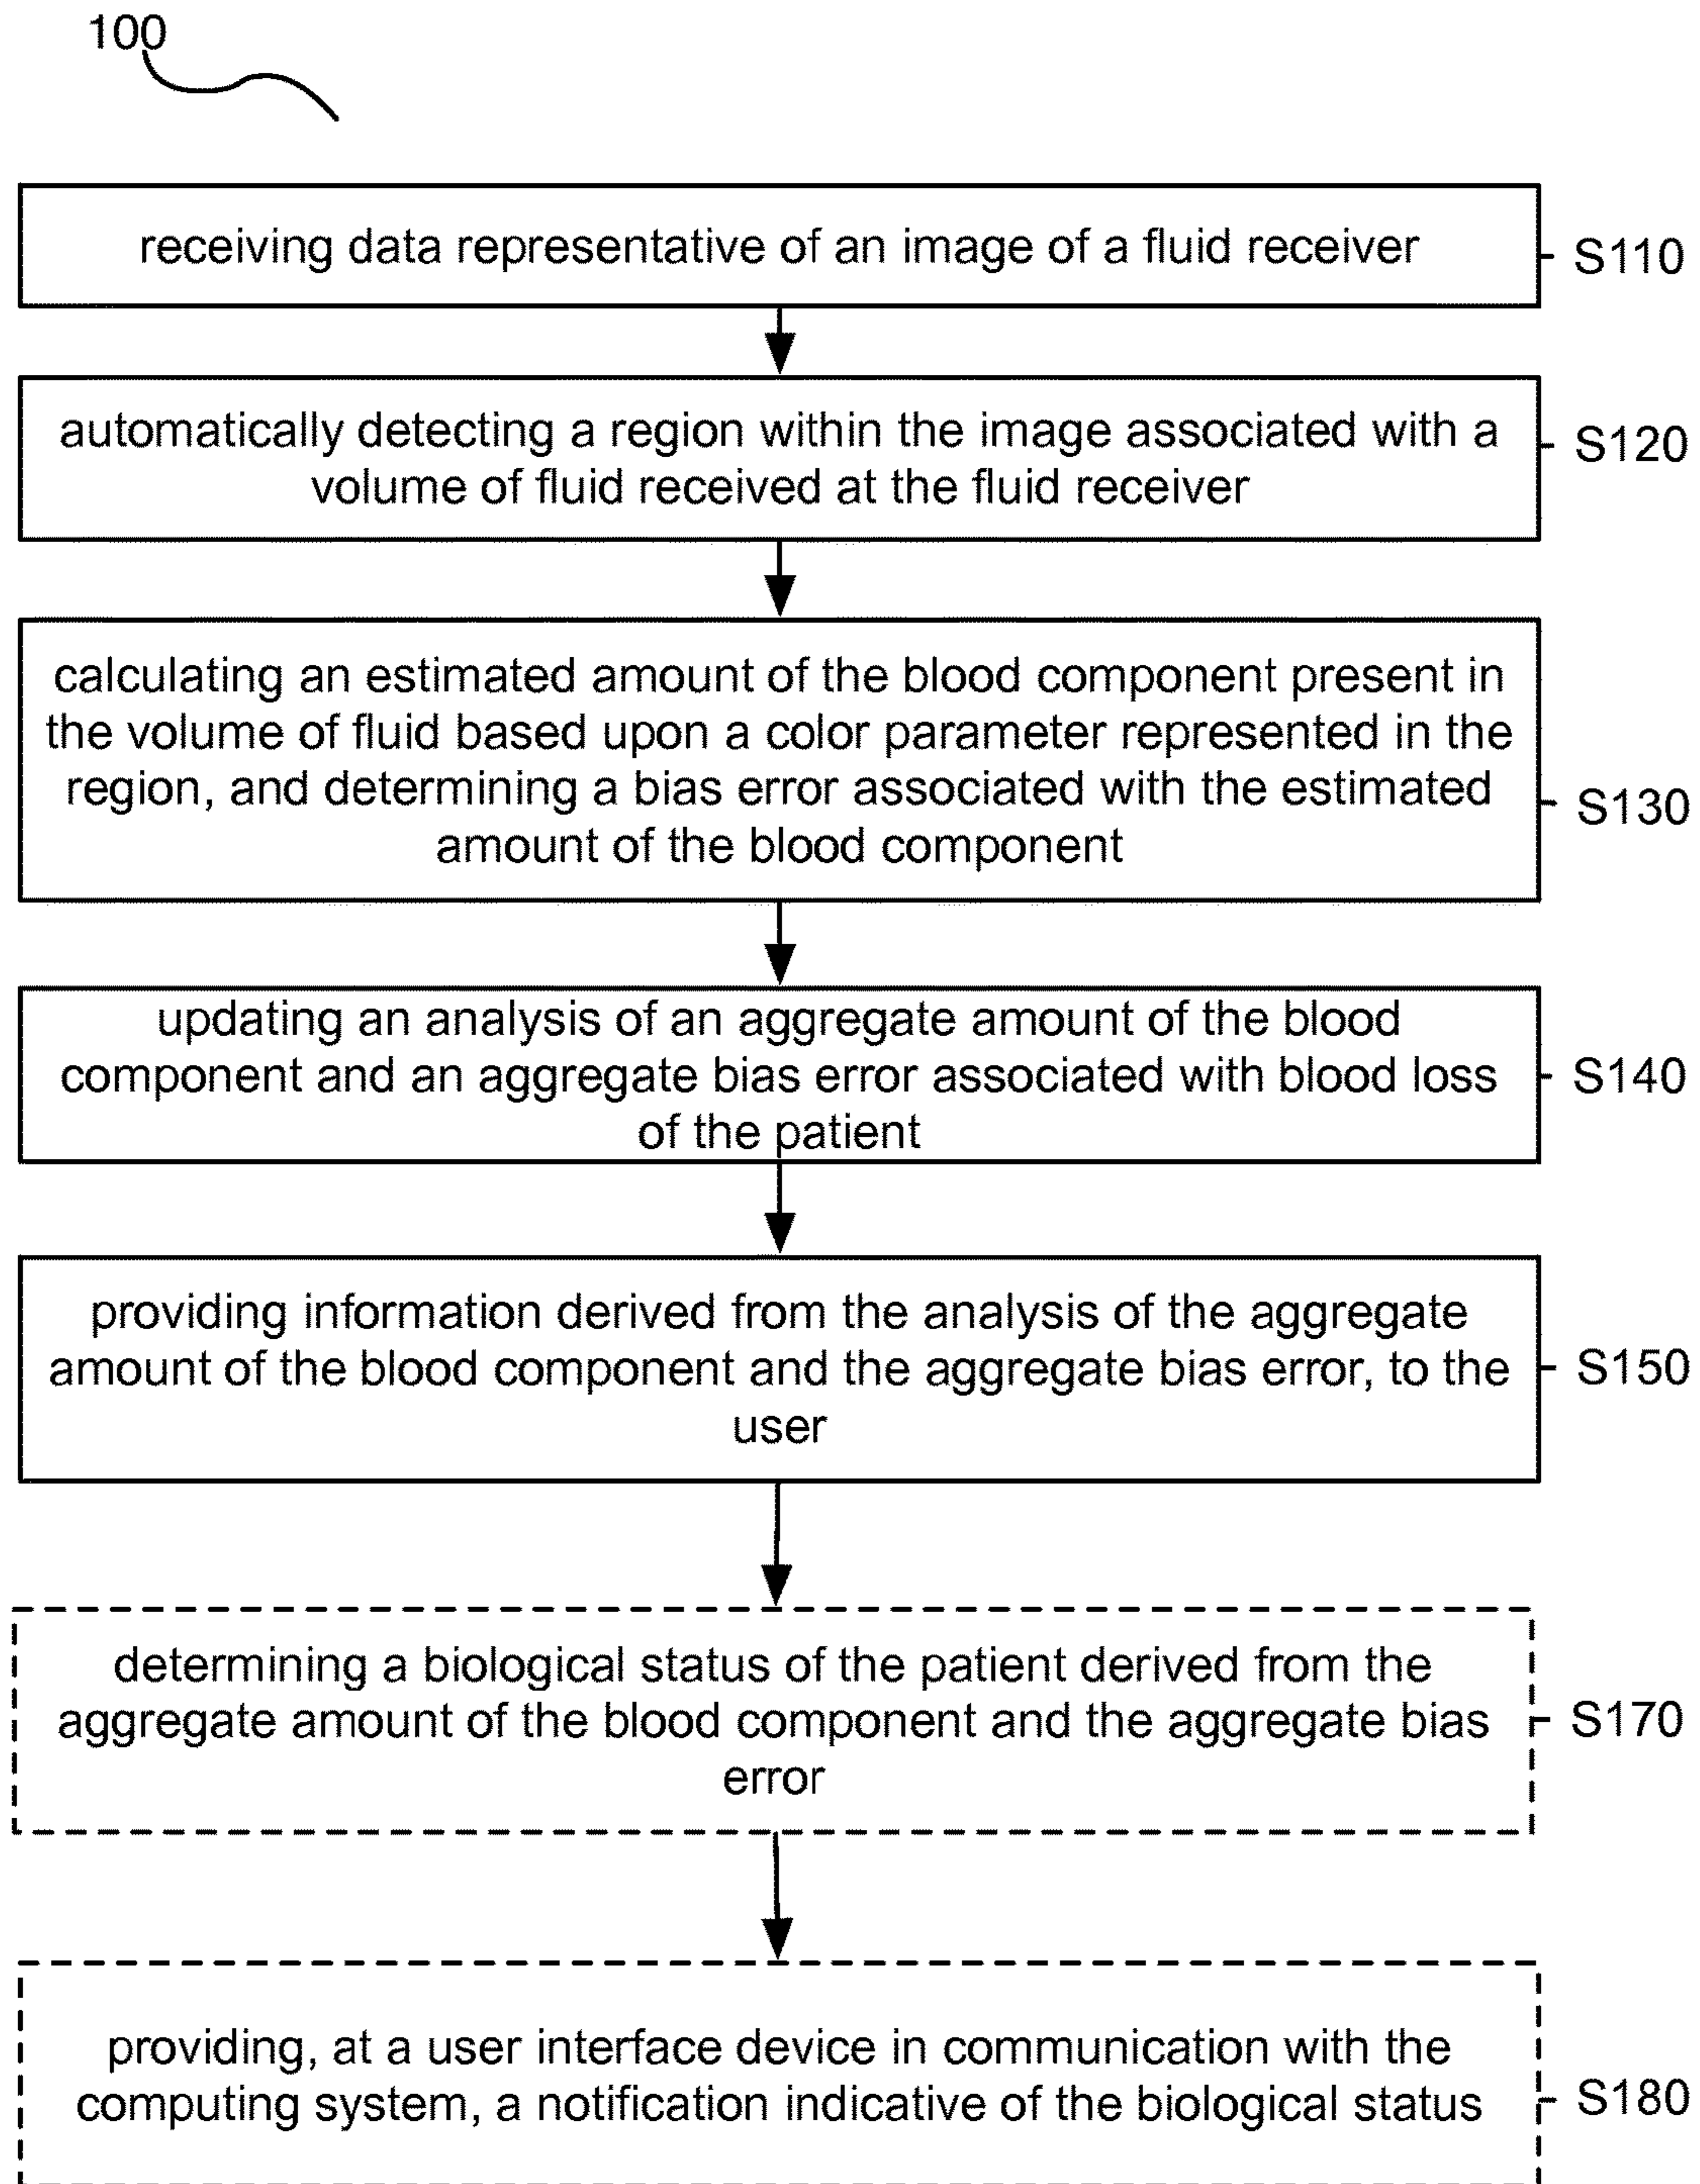 100
receiving data representative of an image of a fluid receiver
S110
automatically detecting a region within the image associated with a
volume of fluid received at the fluid receiver
S120
calculating an estimated amount of the blood component present in
the volume of fluid based upon a color parameter represented in the
region, and determining a bias error associated with the estimated
amount of the blood component
S130
updating an analysis of an aggregate amount of the blood
component and an aggregate bias error associated with blood loss
of the patient
S140
providing information derived from the analysis of the aggregate
amount of the blood component and the aggregate bias error, to the
user
S150
determining a biological status of the patient derived from the
aggregate amount of the blood component and the aggregate bias
error
S170
providing, at a user interface device in communication with the
computing system, a notification indicative of the biological status
S180